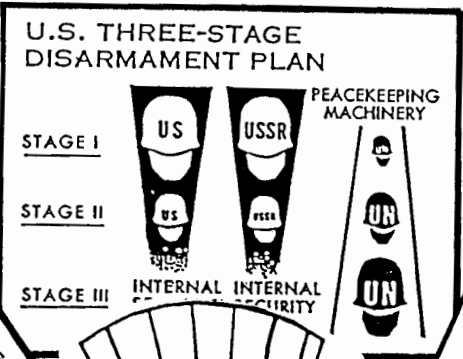 U.S. THREE-STAGE
DISARMAMENT PLAN
PEACEKEEPING
MACHINERY
STAGE I
US
USSR
UN
STAGE II
US
USSR
UN
STAGE III
INTERNAL INTERNAL
SECURITY
UN